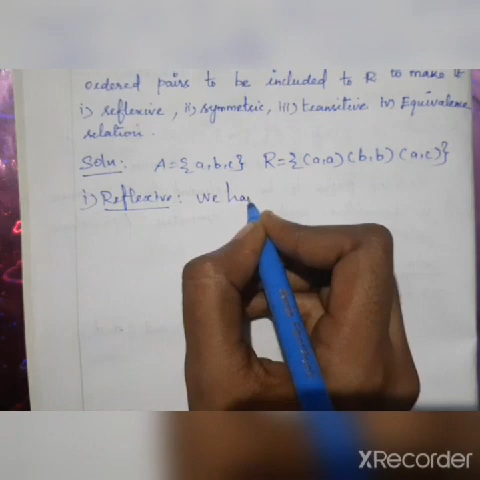 ordered pairs to be included to R to make it
i) reflexive, ii) symmetric, iii) transitive iv) Equivalence
relation.
Soln: A={a,b,c} R={(a,a)(b,b)(a,c)}
i) Reflexive: We hav
XRecorder